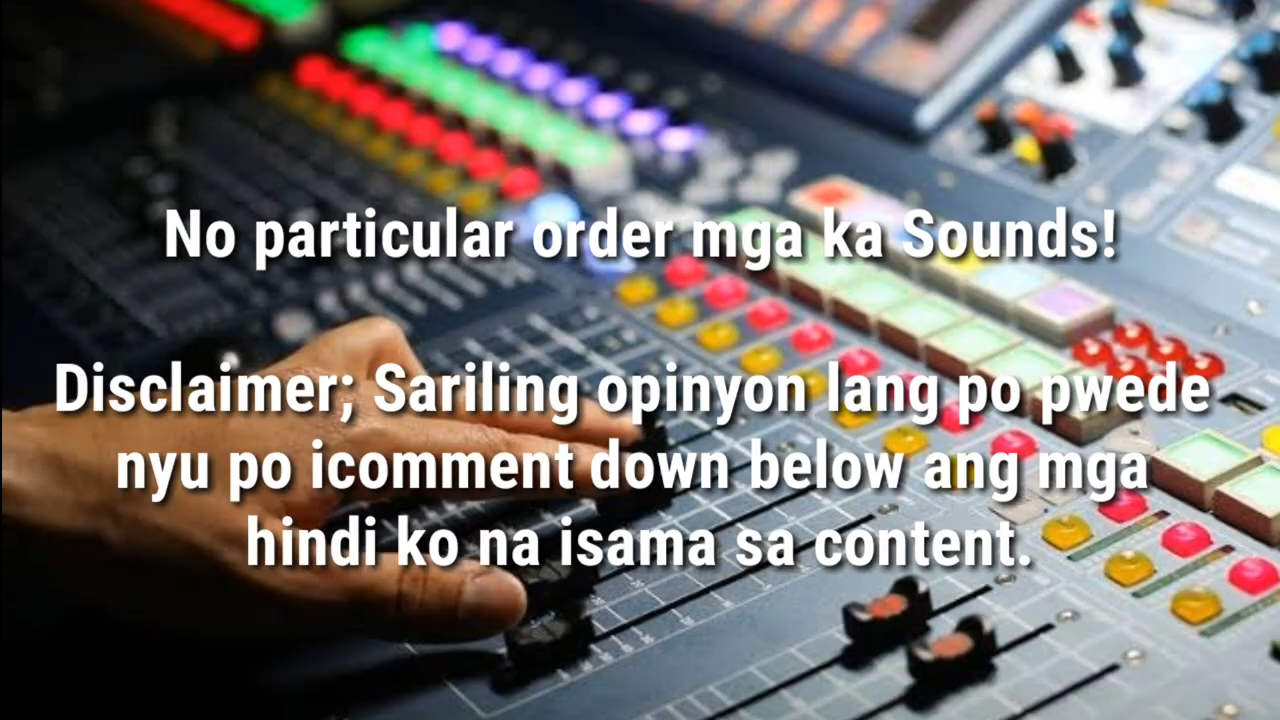 No particular order mga ka Sounds!
Disclaimer; Sariling opinyon lang po pwede
nyu po icomment down below ang mga
hindi ko na isama sa content.